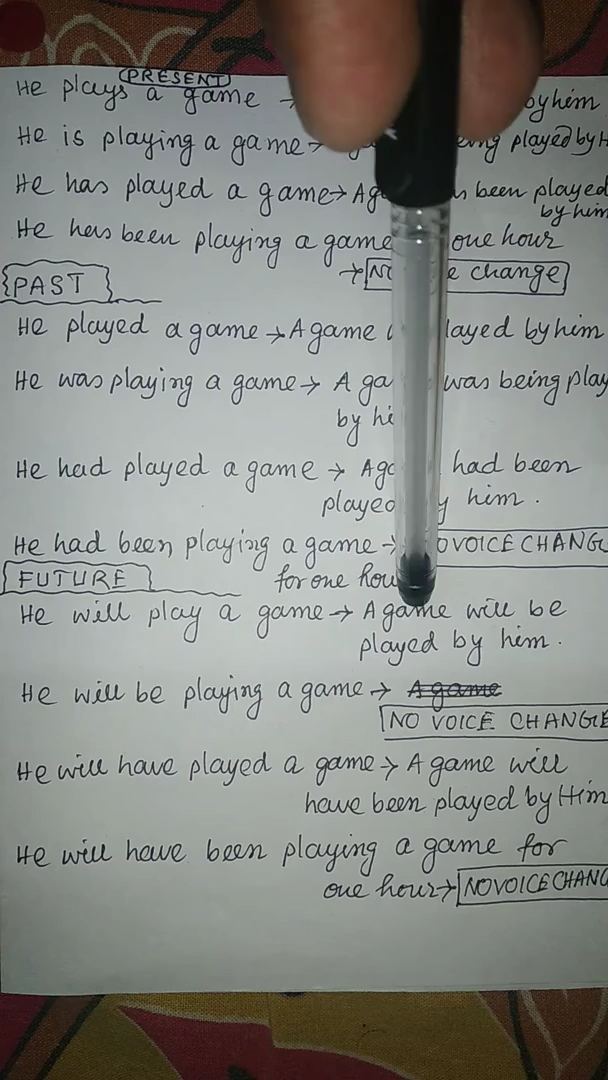 PRESENT
He plays a game → by him
He is playing a game → played by H
He has played a game → been played
by him
He has been playing a game one hour
→ change
PAST
He played a game → A game by him
He was playing a game → A was being play
by
He had played a game → had been
played him.
He had been playing a game →
for one
FUTURE
He will play a game → A game will be
played by him.
He will be playing a game → A game
NO VOICE CHANGE
He will have played a game → A game will
have been played by Him
He will have been playing a game for
one hour → NO VOICE CHANG